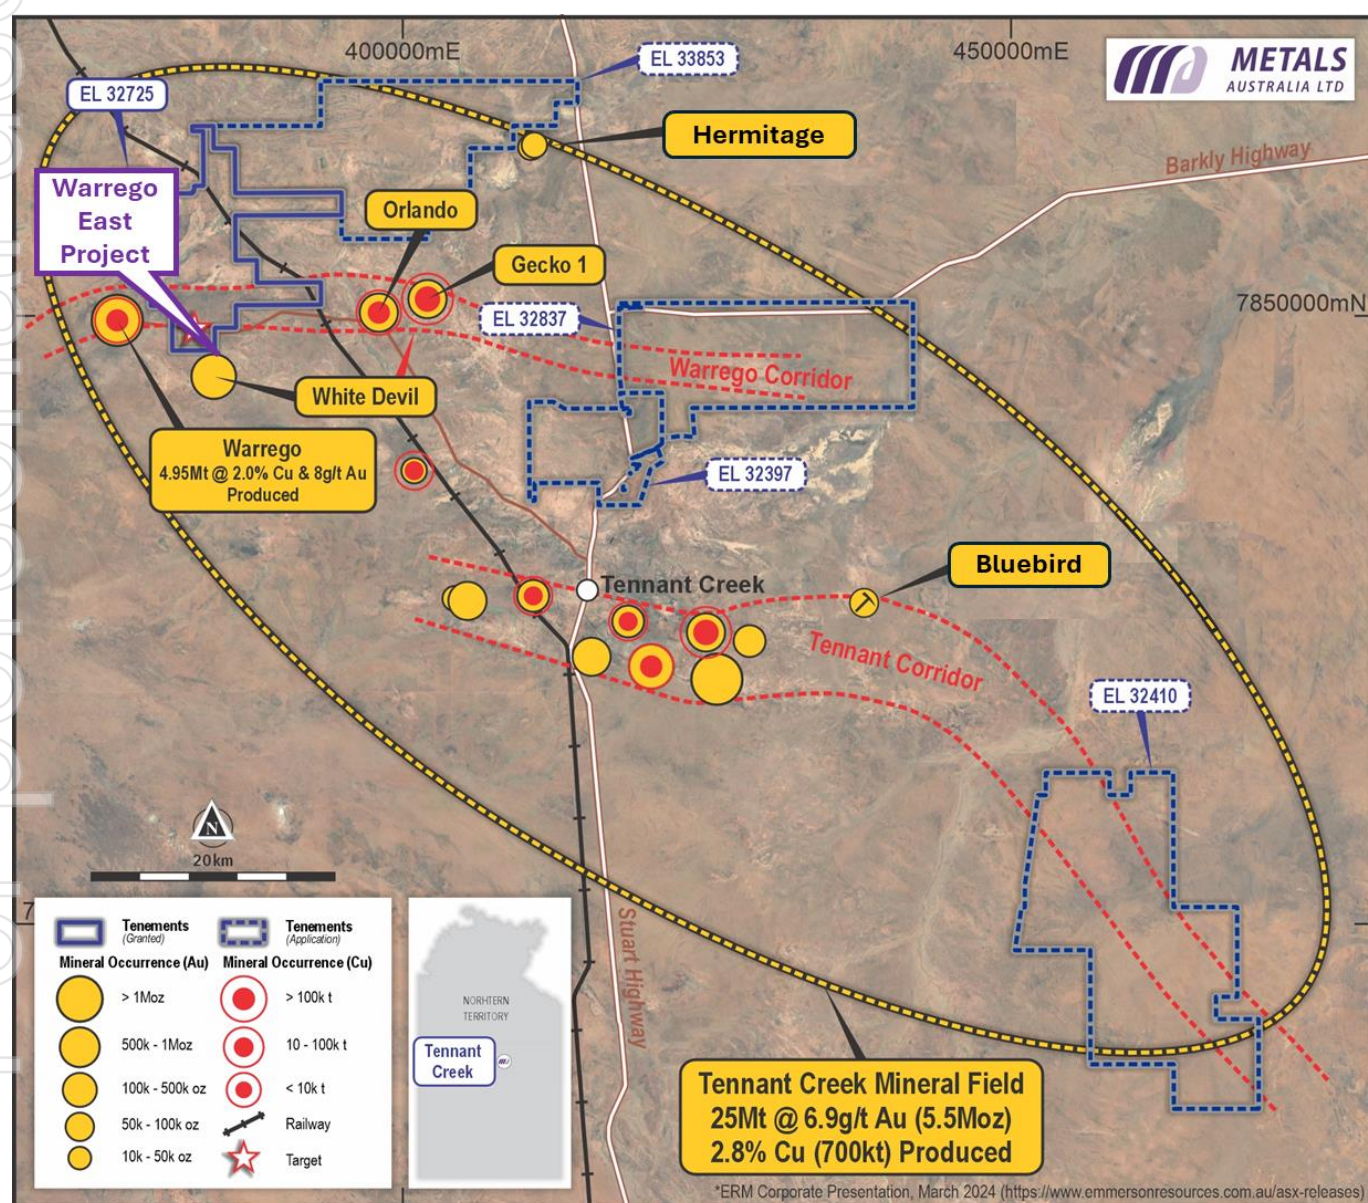 400000mE
450000mE
EL 33853
METALS
AUSTRALIA LTD
EL 32725
Hermitage
Barkly Highway
Warrego
East
Project
Orlando
Gecko 1
EL 32837
7850000mN
Warrego Corridor
White Devil
Warrego
4.95Mt @ 2.0% Cu & 8g/t Au
Produced
EL 32397
Bluebird
Tennant Creek
Tennant Corridor
EL 32410
N
20km
7
Stuart Highway
Tenements
(Granted)
Tenements
(Application)
Mineral Occurrence (Au)
Mineral Occurrence (Cu)
> 1Moz
> 100k t
500k - 1Moz
10 - 100k t
100k - 500k oz
< 10k t
50k - 100k oz
Railway
10k - 50k oz
Target
NORHTERN
TERRITORY
Tennant
Creek
Tennant Creek Mineral Field
25Mt @ 6.9g/t Au (5.5Moz)
2.8% Cu (700kt) Produced
*ERM Corporate Presentation, March 2024 (https://www.emmersonresources.com.au/asx-releases)